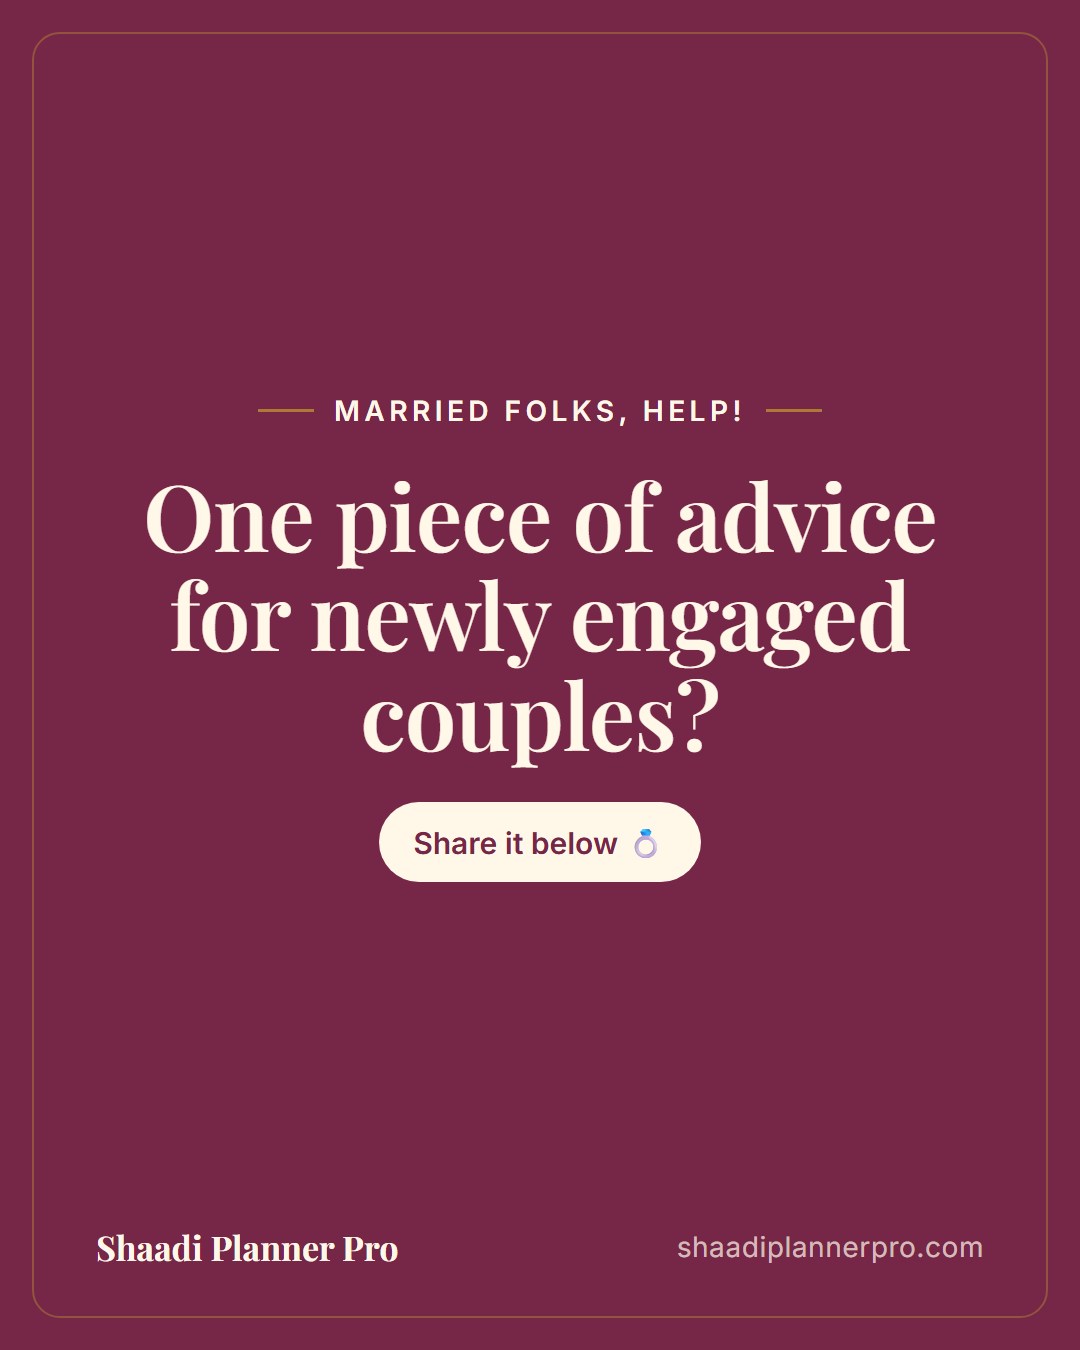 MARRIED FOLKS, HELP!
One piece of advice
for newly engaged
couples?
Share it below 💍
Shaadi Planner Pro
shaadiplannerpro.com